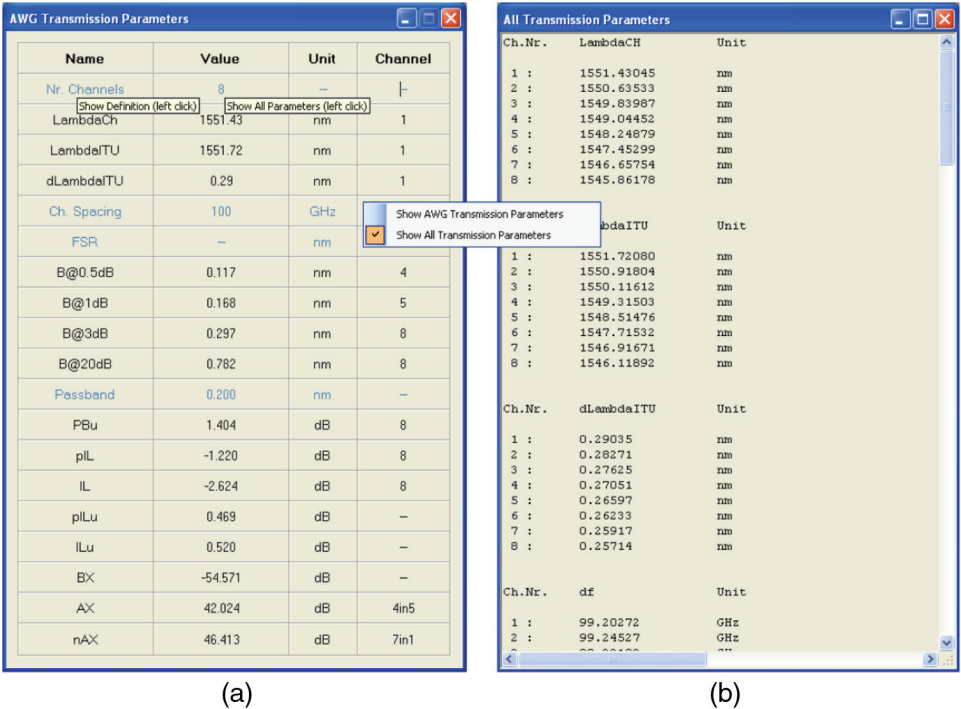 AWG Transmission Parameters
Name Value Unit Channel
Nr. Channels 8 – –
Show Definition (left click) Show All Parameters (left click)
LambdaCh 1551.43 nm 1
LambdaITU 1551.72 nm 1
dLambdaITU 0.29 nm 1
Ch. Spacing 100 GHz
Show AWG Transmission Parameters
Show All Transmission Parameters
FSR – nm
B@0.5dB 0.117 nm 4
B@1dB 0.168 nm 5
B@3dB 0.297 nm 8
B@20dB 0.782 nm 8
Passband 0.200 nm –
PBu 1.404 dB 8
pIL -1.220 dB 8
IL -2.624 dB 8
pILu 0.469 dB –
ILu 0.520 dB –
BX -54.571 dB –
AX 42.024 dB 4in5
nAX 46.413 dB 7in1
(a)
All Transmission Parameters
Ch.Nr. LambdaCH Unit
1 : 1551.43045 nm
2 : 1550.63533 nm
3 : 1549.83987 nm
4 : 1549.04452 nm
5 : 1548.24879 nm
6 : 1547.45299 nm
7 : 1546.65754 nm
8 : 1545.86178 nm
bdaITU Unit
1 : 1551.72080 nm
2 : 1550.91804 nm
3 : 1550.11612 nm
4 : 1549.31503 nm
5 : 1548.51476 nm
6 : 1547.71532 nm
7 : 1546.91671 nm
8 : 1546.11892 nm
Ch.Nr. dLambdaITU Unit
1 : 0.29035 nm
2 : 0.28271 nm
3 : 0.27625 nm
4 : 0.27051 nm
5 : 0.26597 nm
6 : 0.26233 nm
7 : 0.25917 nm
8 : 0.25714 nm
Ch.Nr. df Unit
1 : 99.20272 GHz
2 : 99.24527 GHz
(b)